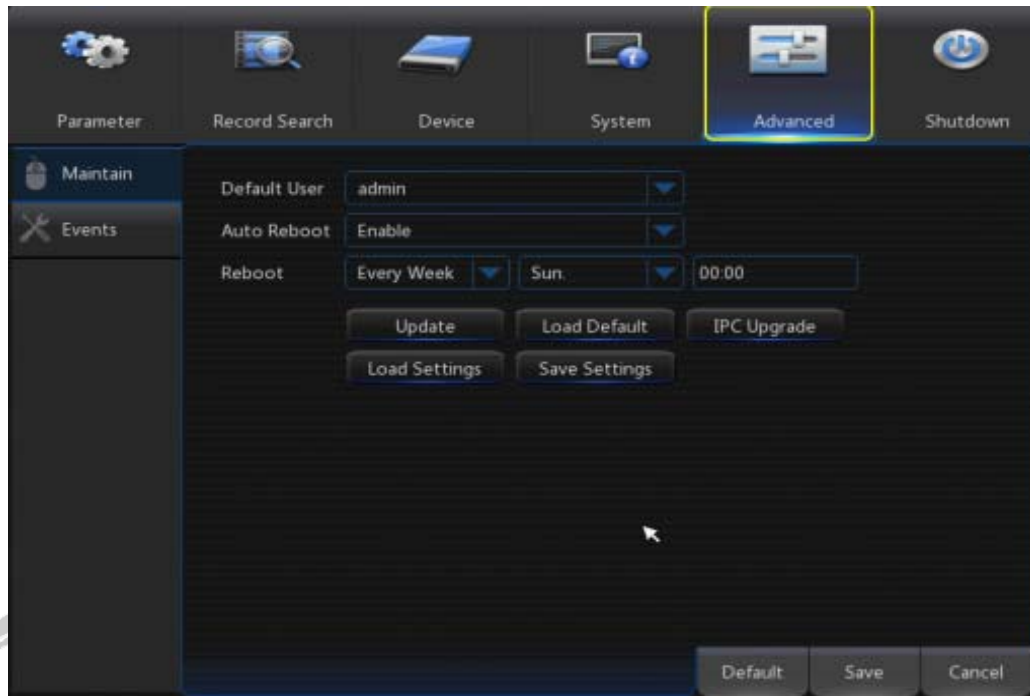 Parameter
Record Search
Device
System
Advanced
Shutdown
Maintain
Events
Default User admin
Auto Reboot Enable
Reboot Every Week Sun. 00:00
Update Load Default IPC Upgrade
Load Settings Save Settings
Default Save Cancel